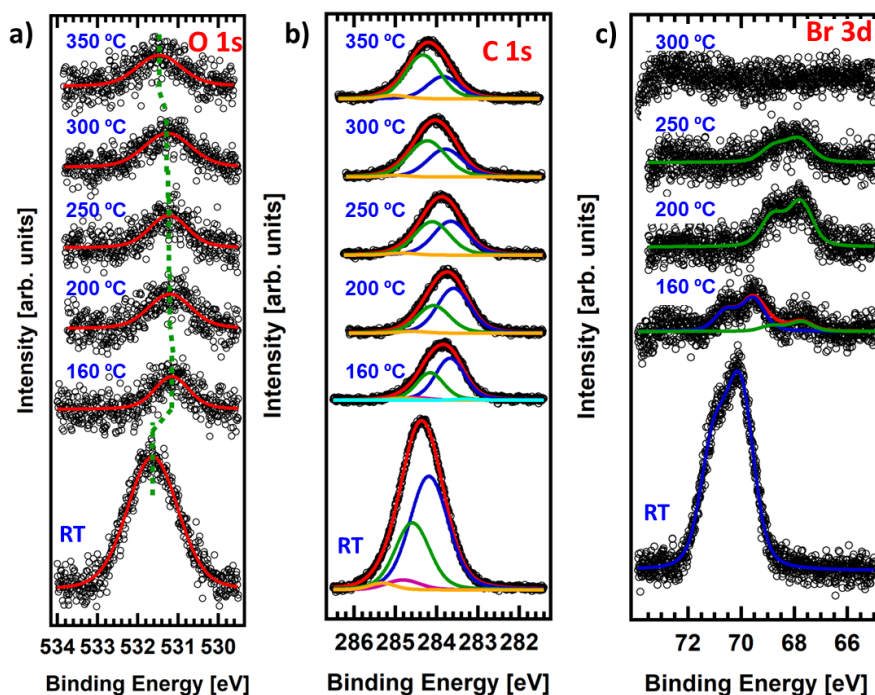 a)
O 1s
350 ºC
300 ºC
250 ºC
200 ºC
160 ºC
RT
534 533 532 531 530
Binding Energy [eV]
Intensity [arb. units]
b)
C 1s
350 ºC
300 ºC
250 ºC
200 ºC
160 ºC
RT
286 285 284 283 282
Binding Energy [eV]
Intensity [arb. units]
c)
Br 3d
300 ºC
250 ºC
200 ºC
160 ºC
RT
72 70 68 66
Binding Energy [eV]
Intensity [arb. units]